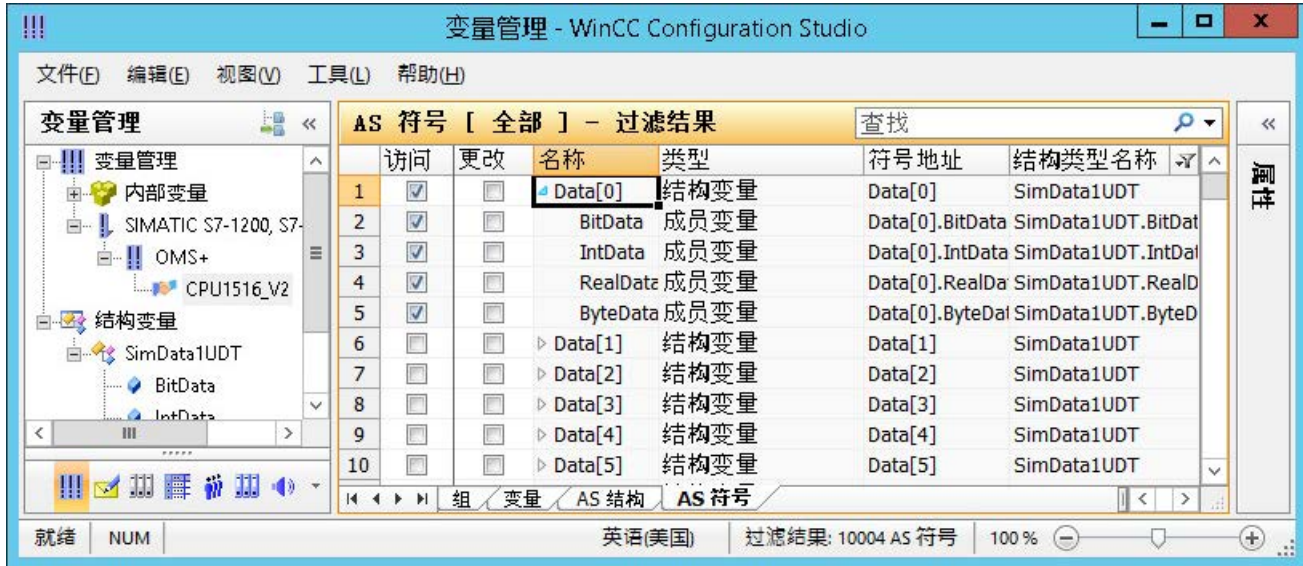 变量管理 - WinCC Configuration Studio
文件(F) 编辑(E) 视图(V) 工具(L) 帮助(H)
变量管理
变量管理
内部变量
SIMATIC S7-1200, S7-
OMS+
CPU1516_V2
结构变量
SimData1UDT
BitData
IntData
AS 符号 [ 全部 ] - 过滤结果 查找
访问 更改 名称 类型 符号地址 结构类型名称
1 Data[0] 结构变量 Data[0] SimData1UDT
2 BitData 成员变量 Data[0].BitData SimData1UDT.BitDat
3 IntData 成员变量 Data[0].IntData SimData1UDT.IntDat
4 RealData 成员变量 Data[0].RealDa SimData1UDT.RealD
5 ByteData 成员变量 Data[0].ByteDat SimData1UDT.ByteD
6 Data[1] 结构变量 Data[1] SimData1UDT
7 Data[2] 结构变量 Data[2] SimData1UDT
8 Data[3] 结构变量 Data[3] SimData1UDT
9 Data[4] 结构变量 Data[4] SimData1UDT
10 Data[5] 结构变量 Data[5] SimData1UDT
组 变量 AS 结构 AS 符号
属性
就绪 NUM 英语(美国) 过滤结果: 10004 AS 符号 100 %